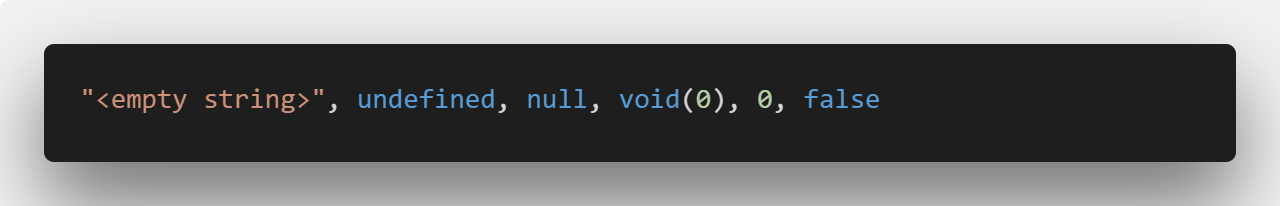 "<empty string>", undefined, null, void(0), 0, false